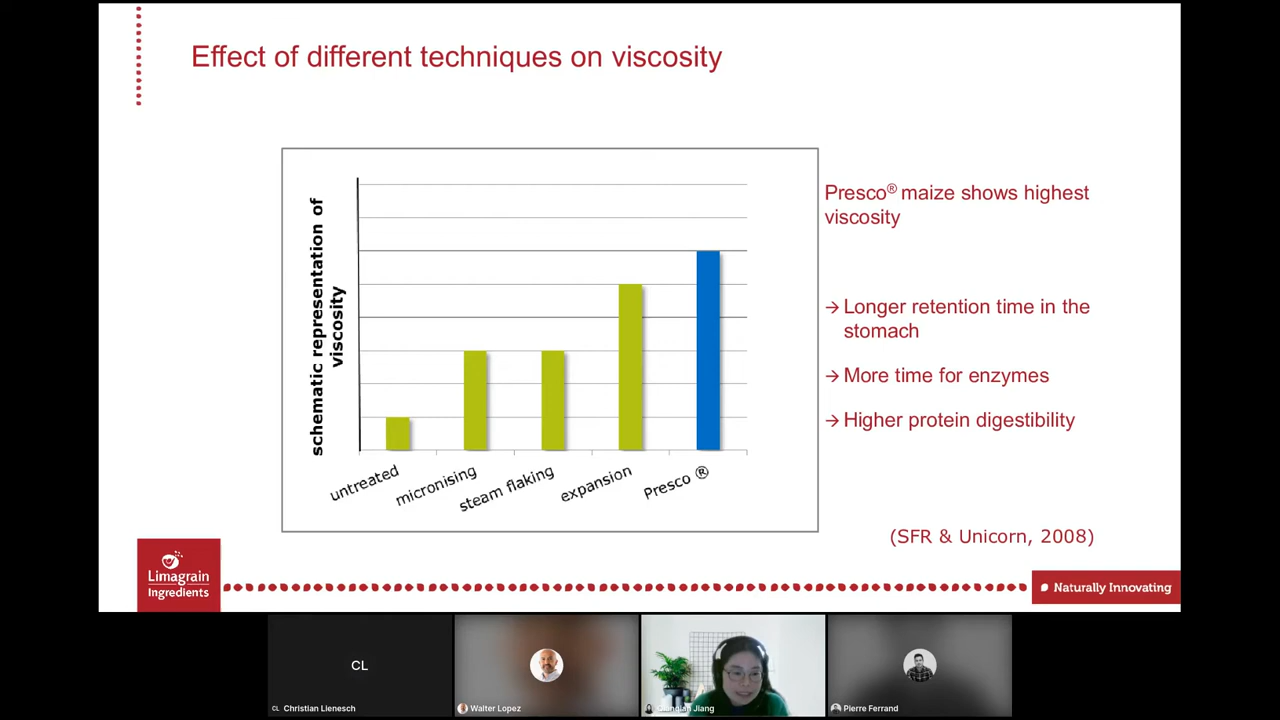 Effect of different techniques on viscosity
schematic representation of
viscosity
untreated
micronising
steam flaking
expansion
Presco ®
Presco® maize shows highest
viscosity
→ Longer retention time in the
stomach
→ More time for enzymes
→ Higher protein digestibility
(SFR & Unicorn, 2008)
Limagrain
Ingredients
Naturally Innovating
CL
CL Christian Lienesch
Walter Lopez
Jiang
Pierre Ferrand